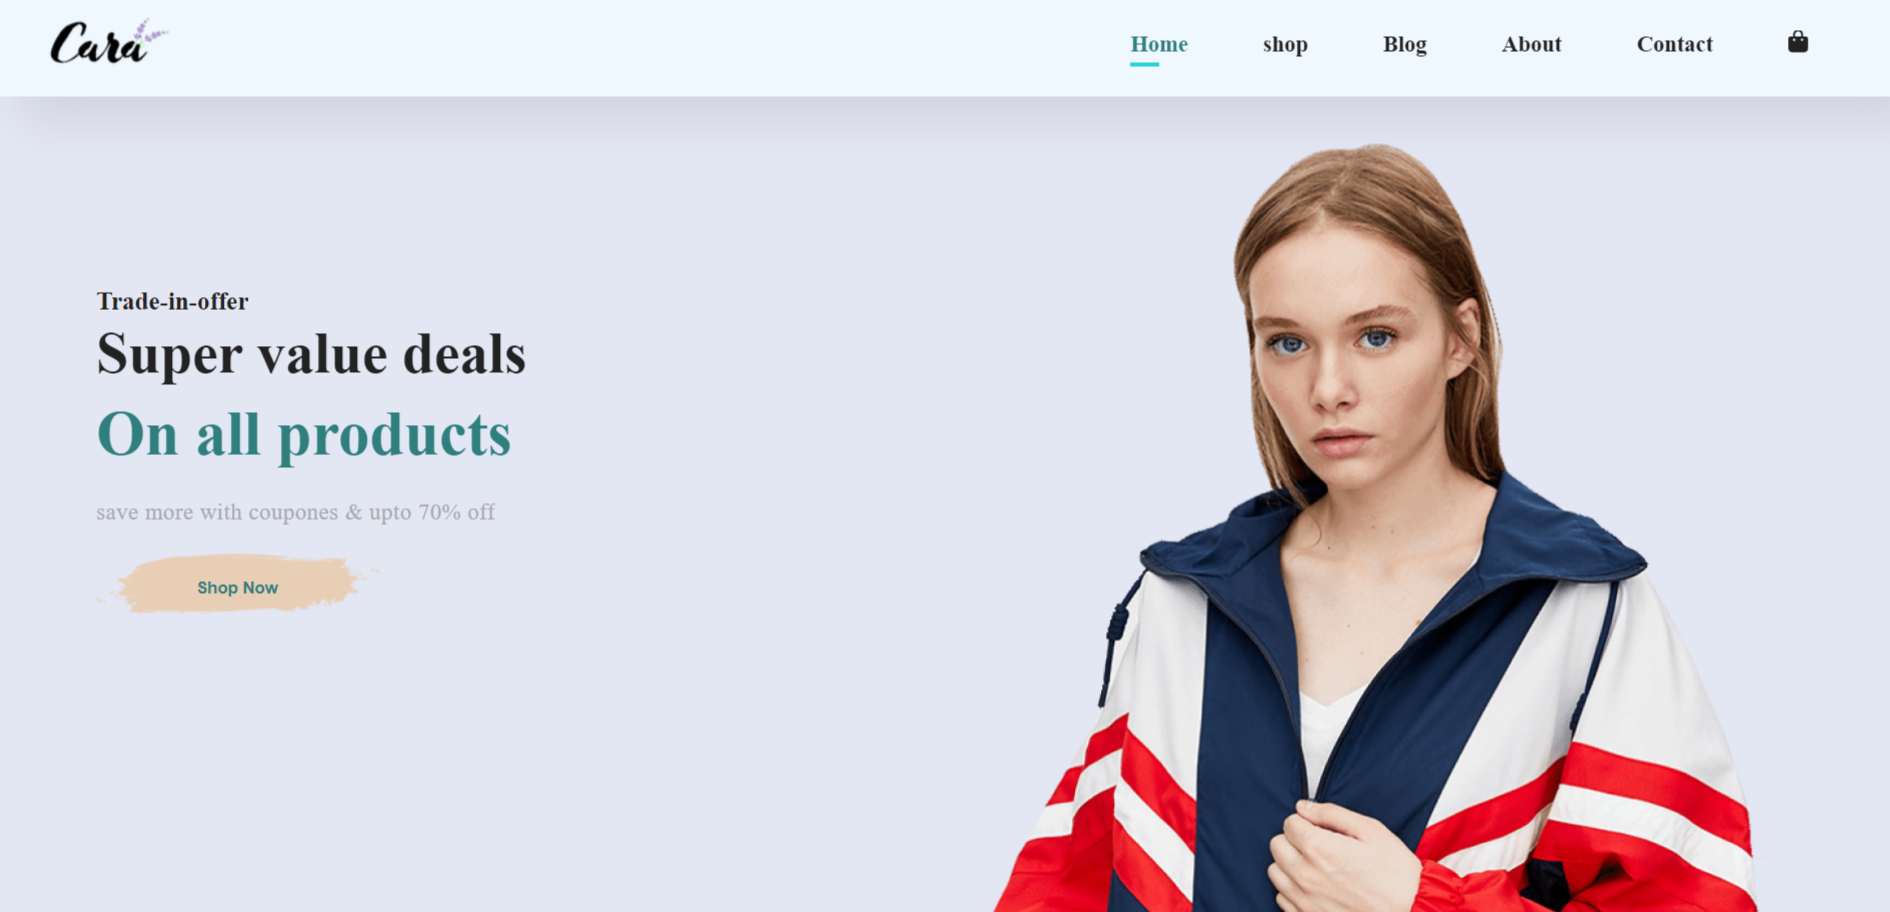 Cara
Home shop Blog About Contact
Trade-in-offer
Super value deals
On all products
save more with coupones & upto 70% off
Shop Now